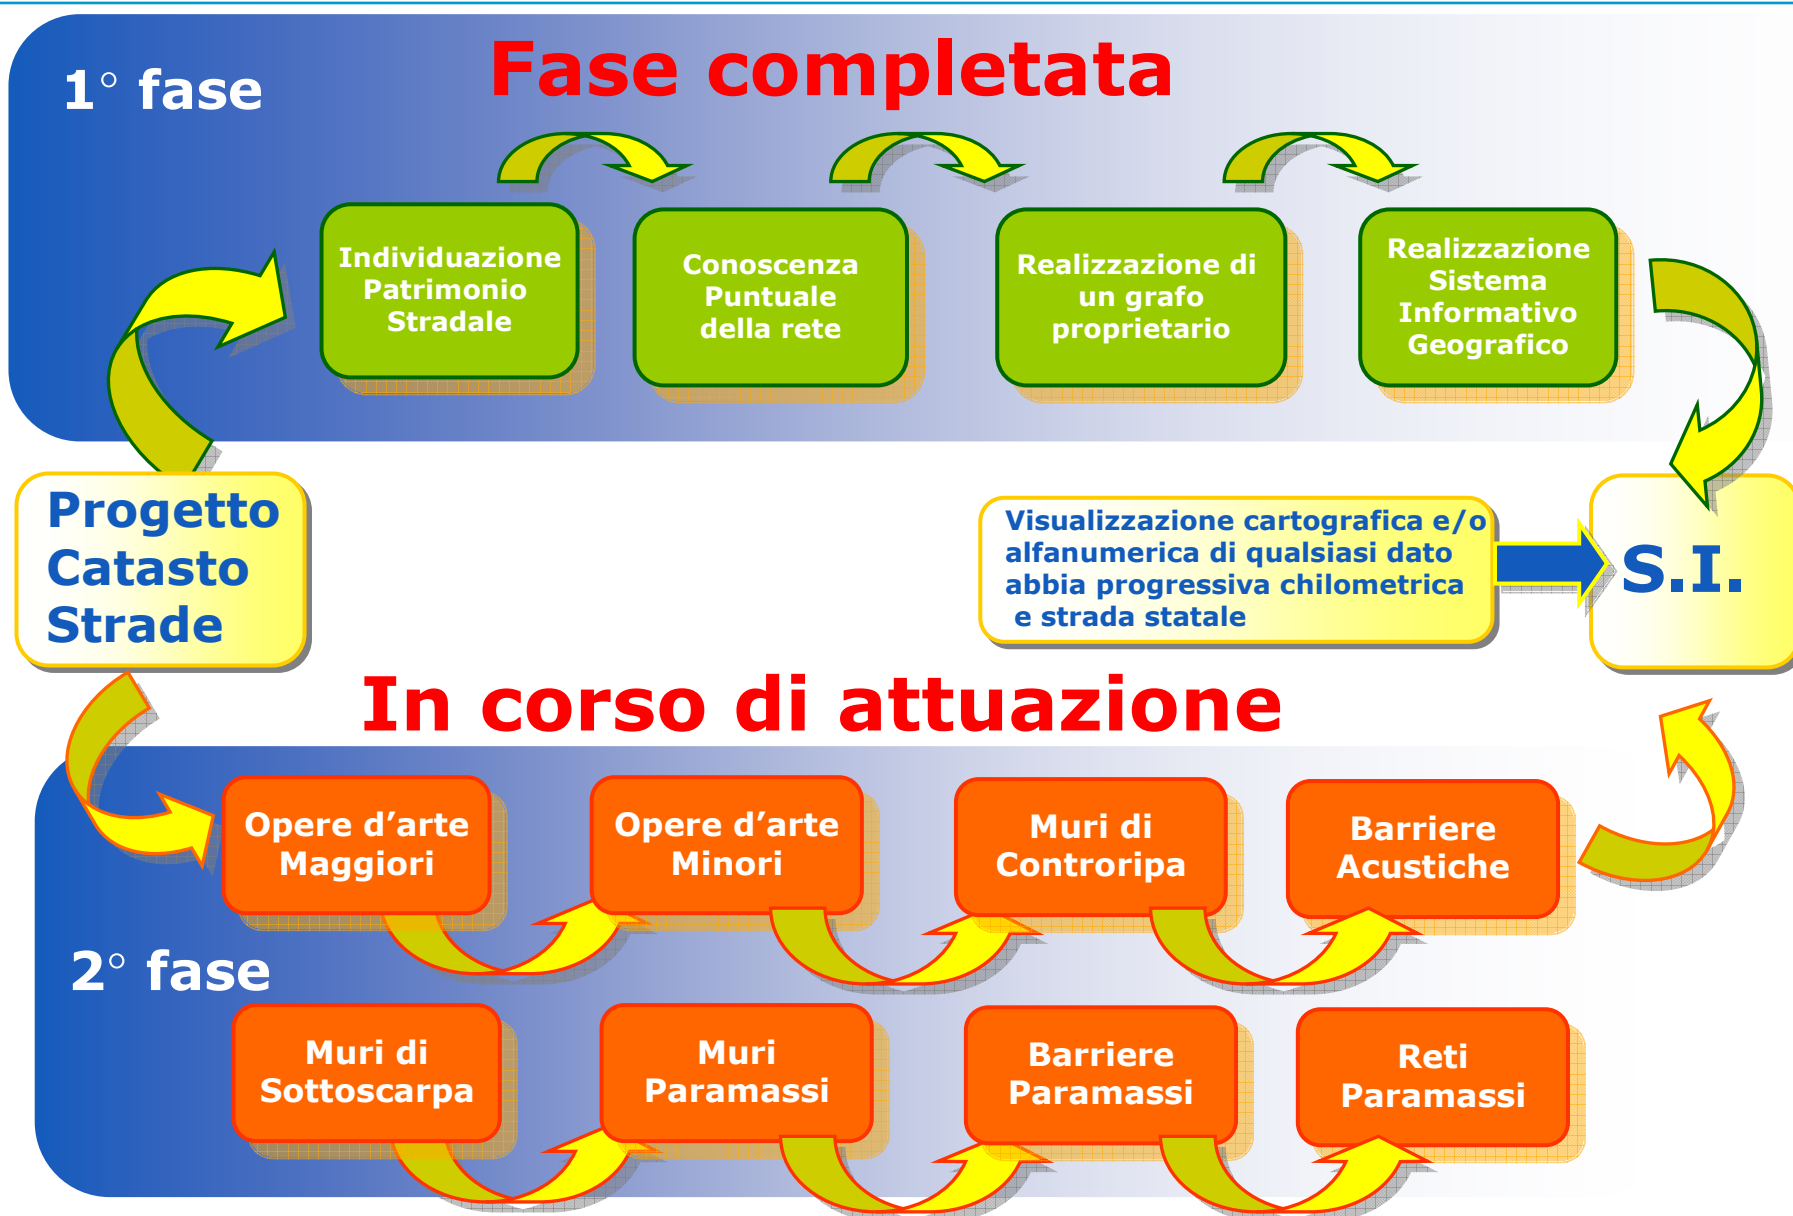 1° fase
Fase completata
Individuazione
Patrimonio
Stradale
Conoscenza
Puntuale
della rete
Realizzazione di
un grafo
proprietario
Realizzazione
Sistema
Informativo
Geografico
Progetto
Catasto
Strade
Visualizzazione cartografica e/o
alfanumerica di qualsiasi dato
abbia progressiva chilometrica
e strada statale
S.I.
In corso di attuazione
2° fase
Opere d’arte
Maggiori
Opere d’arte
Minori
Muri di
Controripa
Barriere
Acustiche
Muri di
Sottoscarpa
Muri
Paramassi
Barriere
Paramassi
Reti
Paramassi